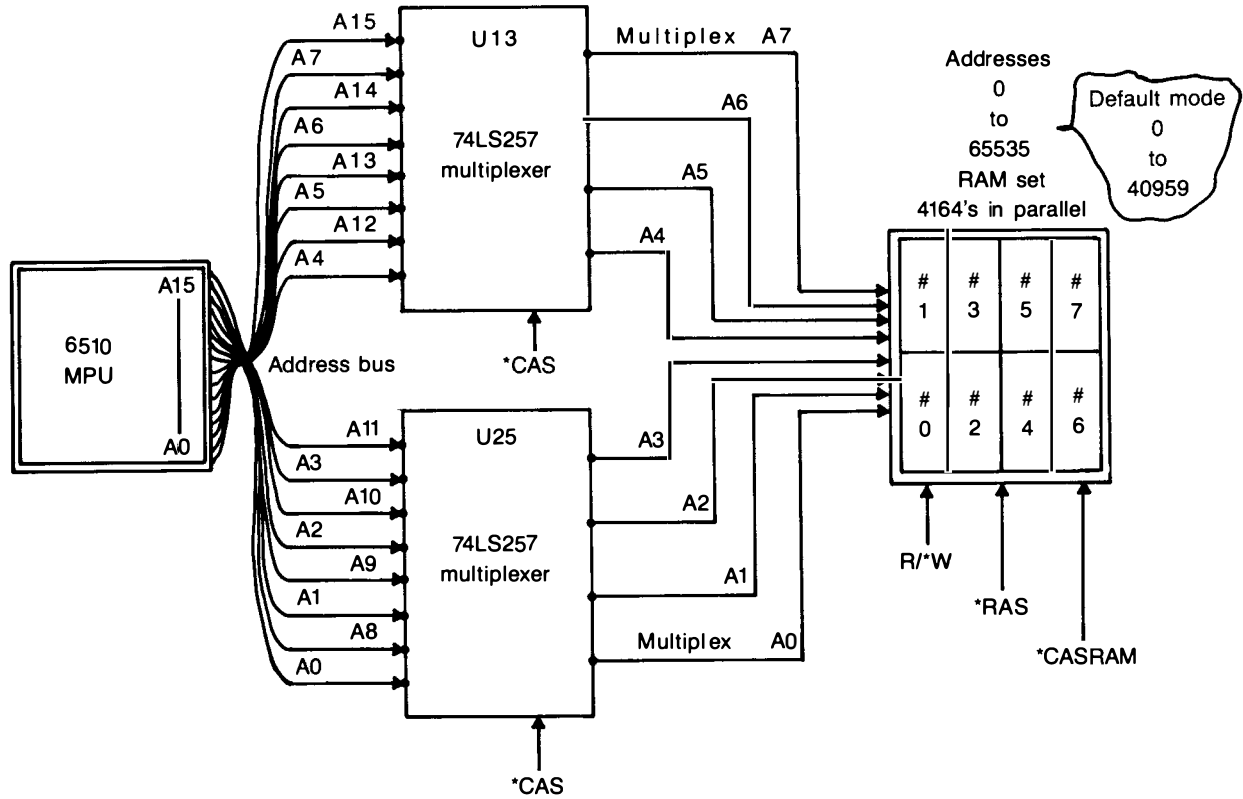 A15
A7
A14
A6
A13
A5
A12
A4
U13
74LS257
multiplexer
*CAS
Multiplex A7
A6
A5
A4
Addresses
0
to
65535
RAM set
4164's in parallel
Default mode
0
to
40959
6510
MPU
A15
A0
Address bus
A11
A3
A10
A2
A9
A1
A8
A0
U25
74LS257
multiplexer
*CAS
A3
A2
A1
Multiplex A0
# # # #
1 3 5 7
# # # #
0 2 4 6
R/*W
*RAS
*CASRAM